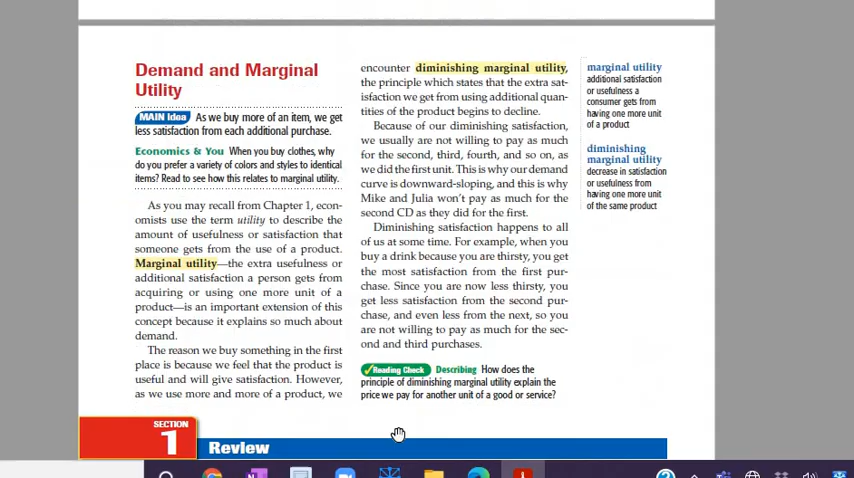 Demand and Marginal
Utility
MAIN Idea As we buy more of an item, we get
less satisfaction from each additional purchase.
Economics & You When you buy clothes, why
do you prefer a variety of colors and styles to identical
items? Read to see how this relates to marginal utility.
As you may recall from Chapter 1, econ-
omists use the term utility to describe the
amount of usefulness or satisfaction that
someone gets from the use of a product.
Marginal utility—the extra usefulness or
additional satisfaction a person gets from
acquiring or using one more unit of a
product—is an important extension of this
concept because it explains so much about
demand.
The reason we buy something in the first
place is because we feel that the product is
useful and will give satisfaction. However,
as we use more and more of a product, we
encounter diminishing marginal utility,
the principle which states that the extra sat-
isfaction we get from using additional quan-
tities of the product begins to decline.
Because of our diminishing satisfaction,
we usually are not willing to pay as much
for the second, third, fourth, and so on, as
we did the first unit. This is why our demand
curve is downward-sloping, and this is why
Mike and Julia won't pay as much for the
second CD as they did for the first.
Diminishing satisfaction happens to all
of us at some time. For example, when you
buy a drink because you are thirsty, you get
the most satisfaction from the first pur-
chase. Since you are now less thirsty, you
get less satisfaction from the second pur-
chase, and even less from the next, so you
are not willing to pay as much for the sec-
ond and third purchases.
Reading Check Describing How does the
principle of diminishing marginal utility explain the
price we pay for another unit of a good or service?
marginal utility
additional satisfaction
or usefulness a
consumer gets from
having one more unit
of a product
diminishing
marginal utility
decrease in satisfaction
or usefulness from
having one more unit
of the same product
SECTION
1 Review